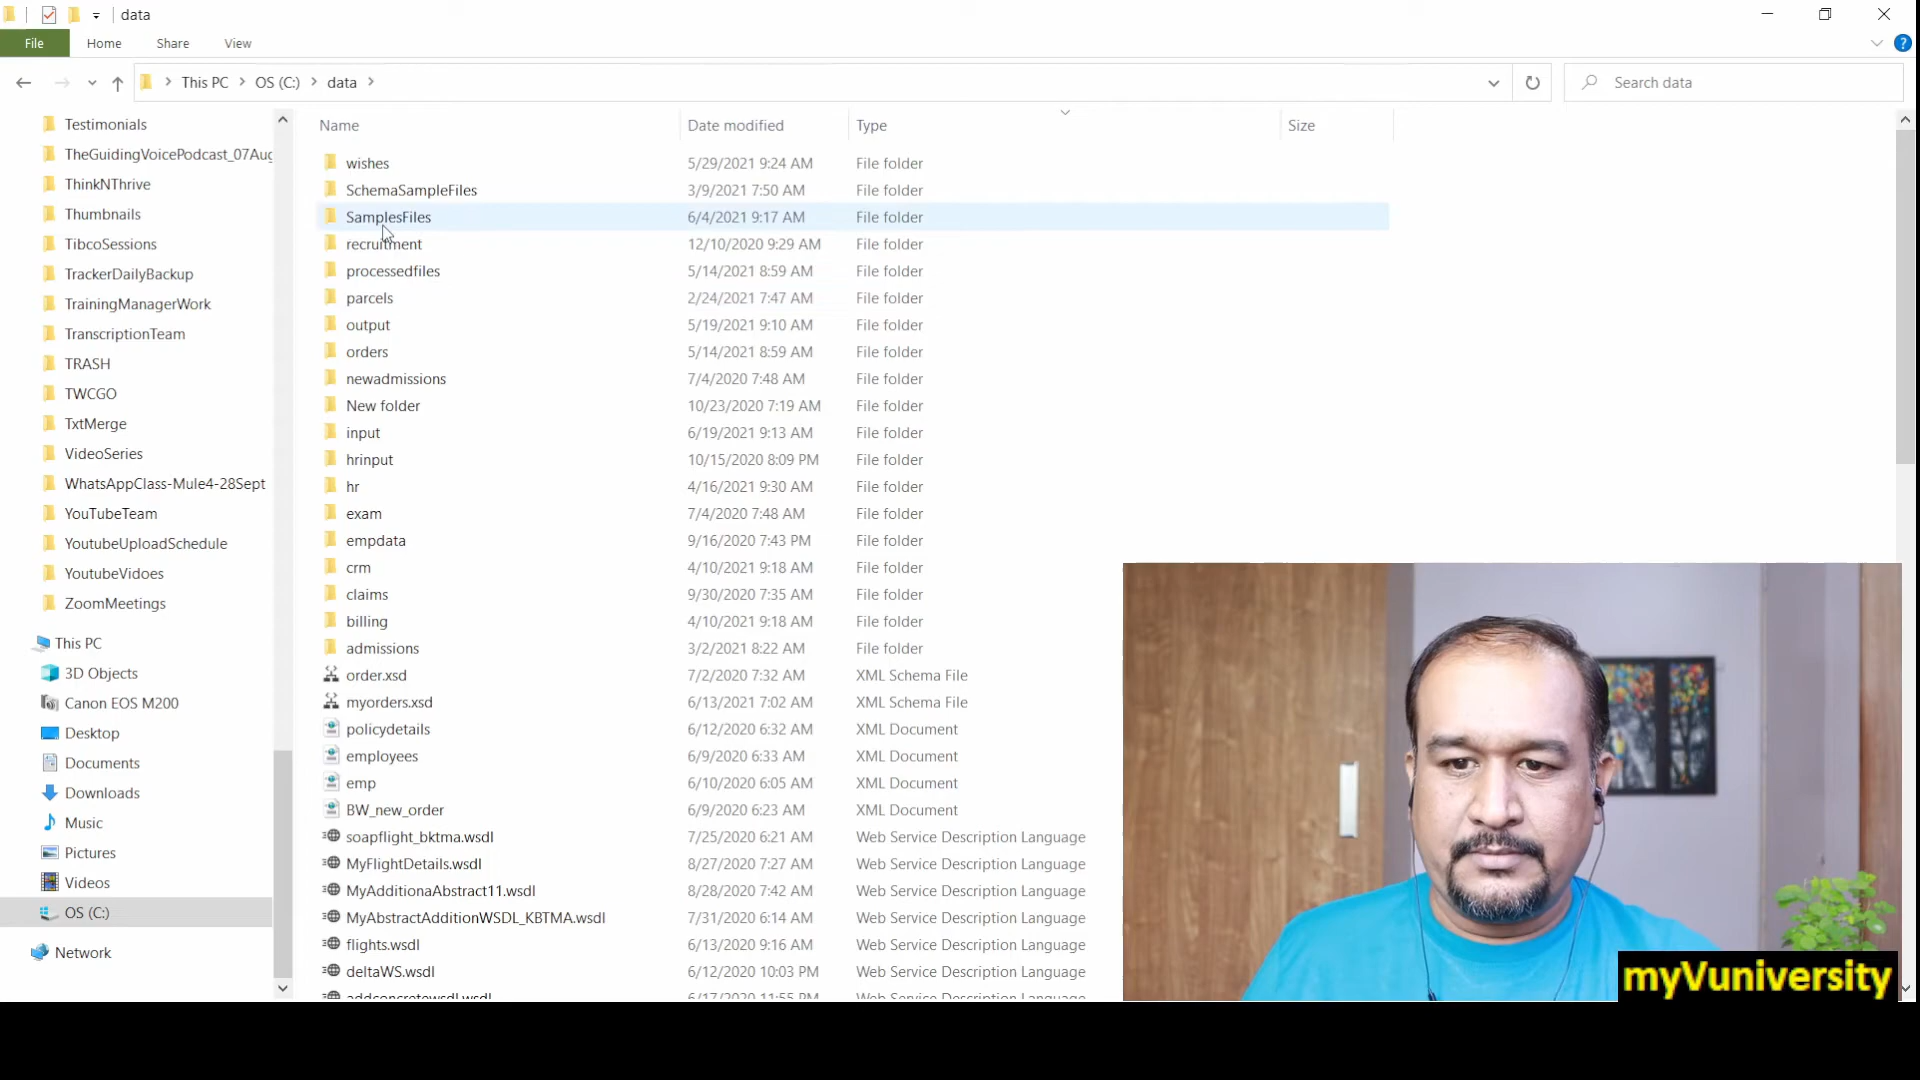 data
File
Home
Share
View
This PC
OS (C:)
data
Search data
Testimonials
TheGuidingVoicePodcast_07Aug
ThinkNThrive
Thumbnails
TibcoSessions
TrackerDailyBackup
TrainingManagerWork
TranscriptionTeam
TRASH
TWCGO
TxtMerge
VideoSeries
WhatsAppClass-Mule4-28Sept
YouTubeTeam
YoutubeUploadSchedule
YoutubeVidoes
ZoomMeetings
This PC
3D Objects
Canon EOS M200
Desktop
Documents
Downloads
Music
Pictures
Videos
OS (C:)
Network
Name Date modified Type Size
wishes 5/29/2021 9:24 AM File folder
SchemaSampleFiles 3/9/2021 7:50 AM File folder
SamplesFiles 6/4/2021 9:17 AM File folder
recruitment 12/10/2020 9:29 AM File folder
processedfiles 5/14/2021 8:59 AM File folder
parcels 2/24/2021 7:47 AM File folder
output 5/19/2021 9:10 AM File folder
orders 5/14/2021 8:59 AM File folder
newadmissions 7/4/2020 7:48 AM File folder
New folder 10/23/2020 7:19 AM File folder
input 6/19/2021 9:13 AM File folder
hrinput 10/15/2020 8:09 PM File folder
hr 4/16/2021 9:30 AM File folder
exam 7/4/2020 7:48 AM File folder
empdata 9/16/2020 7:43 PM File folder
crm 4/10/2021 9:18 AM File folder
claims 9/30/2020 7:35 AM File folder
billing 4/10/2021 9:18 AM File folder
admissions 3/2/2021 8:22 AM File folder
order.xsd 7/2/2020 7:32 AM XML Schema File
myorders.xsd 6/13/2021 7:02 AM XML Schema File
policydetails 6/12/2020 6:32 AM XML Document
employees 6/9/2020 6:33 AM XML Document
emp 6/10/2020 6:05 AM XML Document
BW_new_order 6/9/2020 6:23 AM XML Document
soapflight_bktma.wsdl 7/25/2020 6:21 AM Web Service Description Language
MyFlightDetails.wsdl 8/27/2020 7:27 AM Web Service Description Language
MyAdditionaAbstract11.wsdl 8/28/2020 7:42 AM Web Service Description Language
MyAbstractAdditionWSDL_KBTMA.wsdl 7/31/2020 6:14 AM Web Service Description Language
flights.wsdl 6/13/2020 9:16 AM Web Service Description Language
deltaWS.wsdl 6/12/2020 10:03 PM Web Service Description Language
addconcretewsdl.wsdl 6/17/2020 11:55 PM Web Service Description Language
myVuniversity